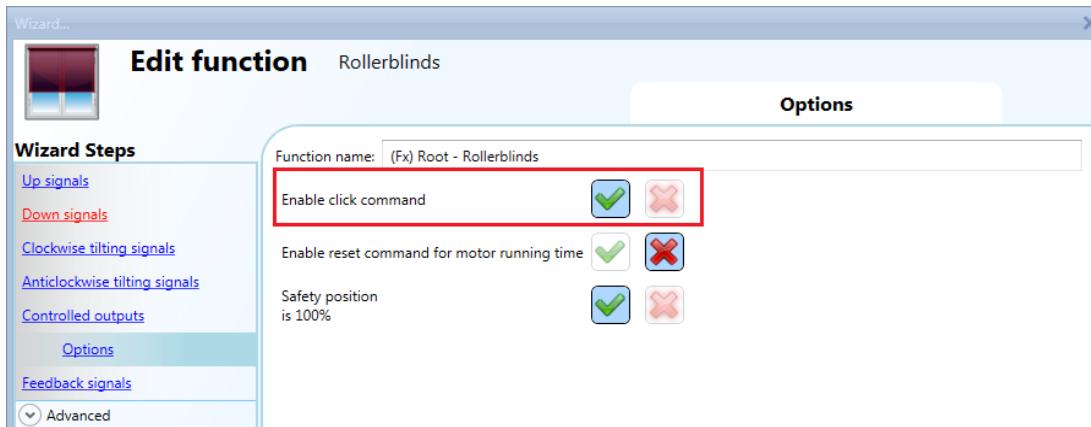 Wizard...
Edit function Rollerblinds
Options
Wizard Steps
Up signals
Down signals
Clockwise tilting signals
Anticlockwise tilting signals
Controlled outputs
Options
Feedback signals
Advanced
Function name: (Fx) Root - Rollerblinds
Enable click command
Enable reset command for motor running time
Safety position
is 100%